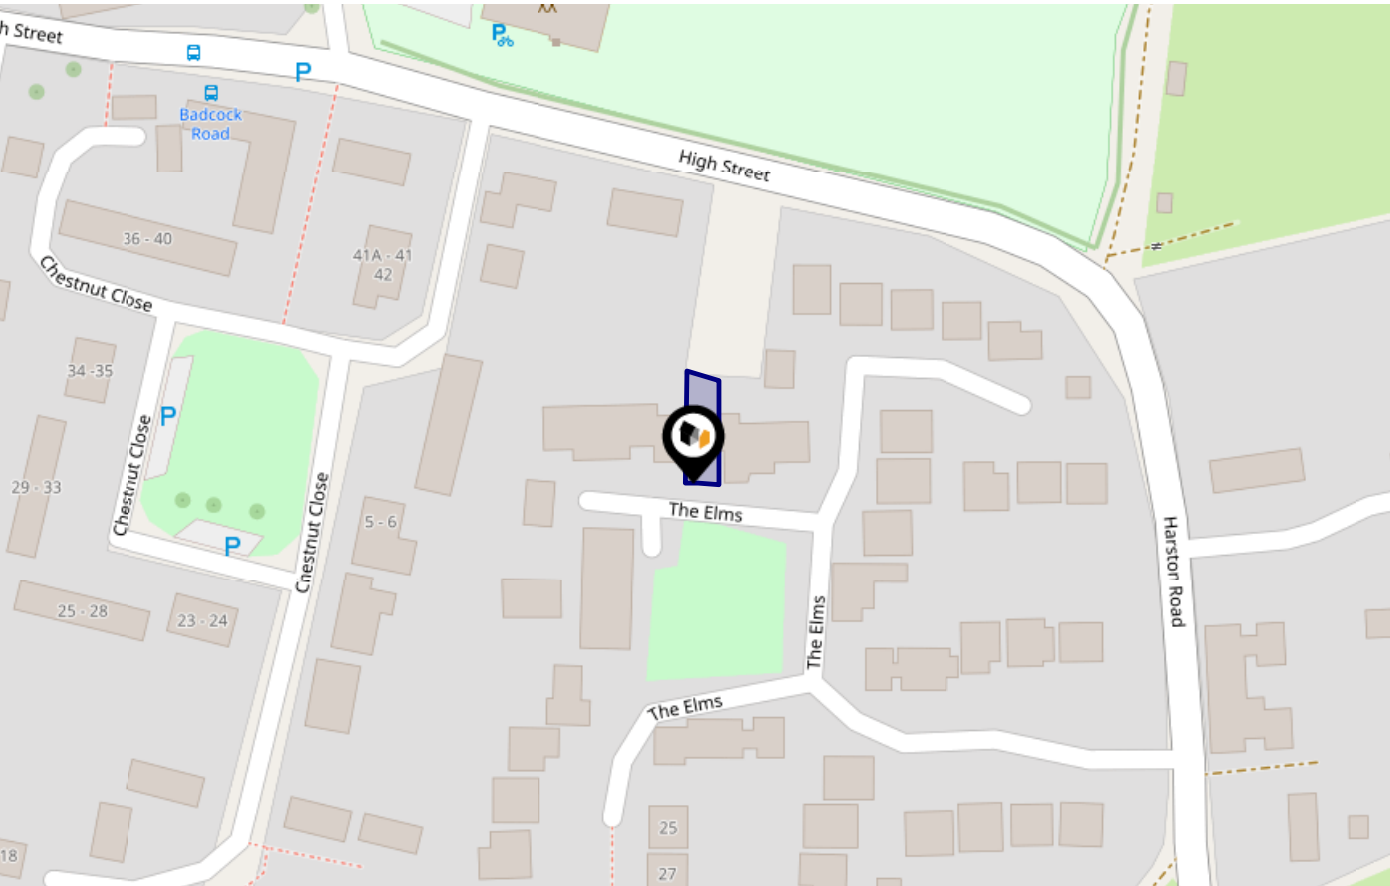 h Street
P
P
Badcock
Road
High Street
36 - 40
41A - 41
42
Chestnut Close
34 -35
P
Chestnut Close
29 - 33
Chestnut Close
5 - 6
The Elms
P
Harston Road
25 - 28
23 - 24
The Elms
The Elms
25
18
27